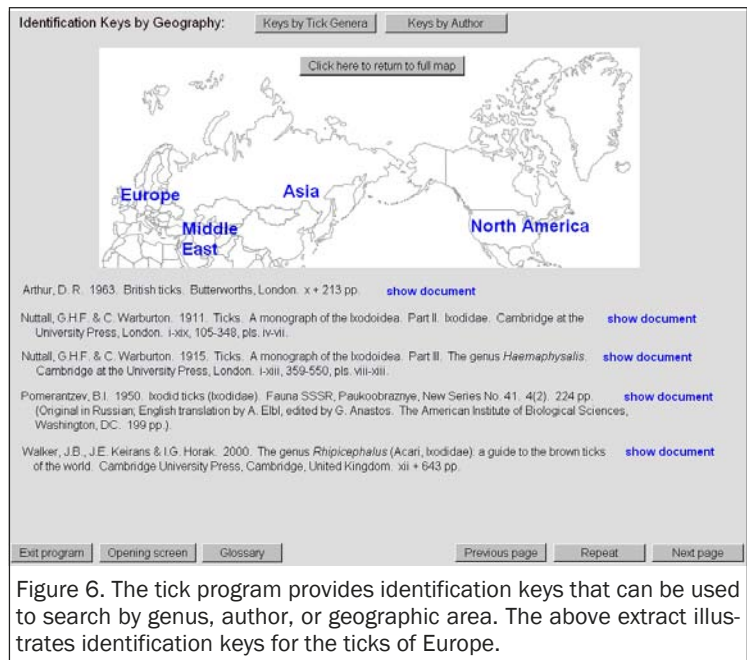 Identification Keys by Geography: Keys by Tick Genera Keys by Author
Click here to return to full map
Europe
Asia
Middle
East
North America
Arthur, D. R. 1963. British ticks. Butterworths, London. x + 213 pp. show document
Nuttall, G.H.F. & C. Warburton. 1911. Ticks. A monograph of the Ixodoidea. Part II. Ixodidae. Cambridge at the show document
University Press, London. i-xix, 105-348, pls. iv-vii.
Nuttall, G.H.F. & C. Warburton. 1915. Ticks. A monograph of the Ixodoidea. Part III. The genus Haemaphysalis. show document
Cambridge at the University Press, London. i-xiii, 359-550, pls. viii-xiii.
Pomerantzev, B.I. 1950. Ixodid ticks (Ixodidae). Fauna SSSR, Paukoobraznye, New Series No. 41. 4(2). 224 pp. show document
(Original in Russian; English translation by A. Elbl, edited by G. Anastos. The American Institute of Biological Sciences,
Washington, DC. 199 pp.).
Walker, J.B., J.E. Keirans & I.G. Horak. 2000. The genus Rhipicephalus (Acari, Ixodidae): a guide to the brown ticks show document
of the world. Cambridge University Press, Cambridge, United Kingdom. xii + 643 pp.
Exit program Opening screen Glossary Previous page Repeat Next page
Figure 6. The tick program provides identification keys that can be used
to search by genus, author, or geographic area. The above extract illus-
trates identification keys for the ticks of Europe.